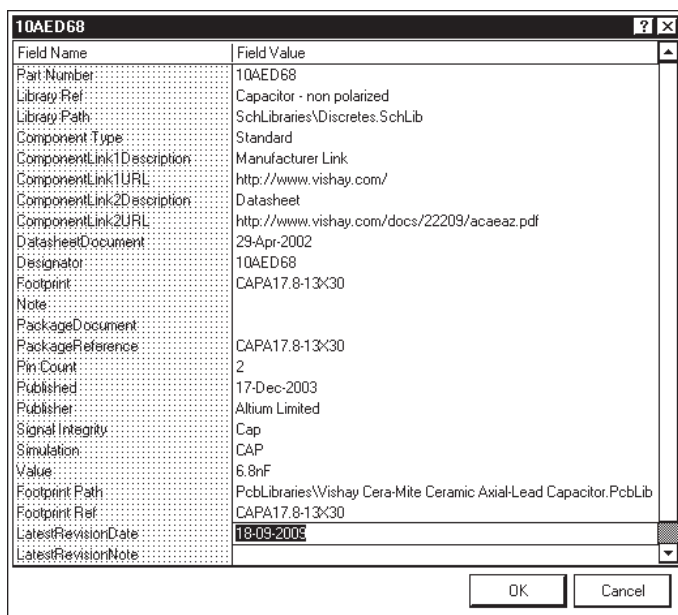 10AED68
Field Name Field Value
Part Number 10AED68
Library Ref Capacitor - non polarized
Library Path SchLibraries\Discretes.SchLib
Component Type Standard
ComponentLink1Description Manufacturer Link
ComponentLink1URL http://www.vishay.com/
ComponentLink2Description Datasheet
ComponentLink2URL http://www.vishay.com/docs/22209/acaeaz.pdf
DatasheetDocument 29-Apr-2002
Designator 10AED68
Footprint CAPA17.8-13X30
Note
PackageDocument
PackageReference CAPA17.8-13X30
Pin Count 2
Published 17-Dec-2003
Publisher Altium Limited
Signal Integrity Cap
Simulation CAP
Value 6.8nF
Footprint Path PcbLibraries\Vishay Cera-Mite Ceramic Axial-Lead Capacitor.PcbLib
Footprint Ref CAPA17.8-13X30
LatestRevisionDate 18-09-2009
LatestRevisionNote
OK Cancel